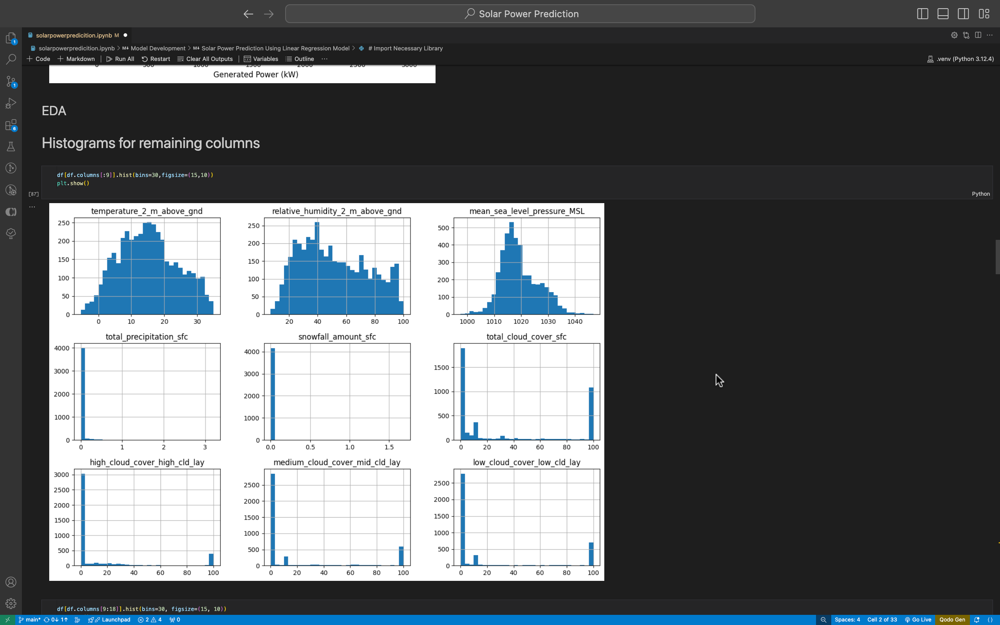 Solar Power Prediction
solarpowerpredicition.ipynb M
solarpowerpredicition.ipynb > M↓ Model Development > M↓ Solar Power Prediction Using Linear Regression Model > # Import Necessary Library
+ Code + Markdown Run All Restart Clear All Outputs Variables Outline ... .venv (Python 3.12.4)
0 500 1000 1500 2000 2500 3000
Generated Power (kW)
EDA
Histograms for remaining columns
df[df.columns[:9]].hist(bins=30,figsize=(15,10))
plt.show()
[87]
Python
...
temperature_2_m_above_gnd
250
200
150
100
50
0
0 10 20 30
relative_humidity_2_m_above_gnd
250
200
150
100
50
0
20 40 60 80 100
mean_sea_level_pressure_MSL
500
400
300
200
100
0
1000 1010 1020 1030 1040
total_precipitation_sfc
4000
3000
2000
1000
0
0 1 2 3
snowfall_amount_sfc
4000
3000
2000
1000
0
0.0 0.5 1.0 1.5
total_cloud_cover_sfc
1500
1000
500
0
0 20 40 60 80 100
high_cloud_cover_high_cld_lay
3000
2500
2000
1500
1000
500
0
0 20 40 60 80 100
medium_cloud_cover_mid_cld_lay
2500
2000
1500
1000
500
0
0 20 40 60 80 100
low_cloud_cover_low_cld_lay
2500
2000
1500
1000
500
0
0 20 40 60 80 100
df[df.columns[9:18]].hist(bins=30, figsize=(15, 10))
1
1
6
main* 0↓ 1↑ Launchpad 2 4 0 Spaces: 4 Cell 2 of 33 Go Live Qodo Gen {}